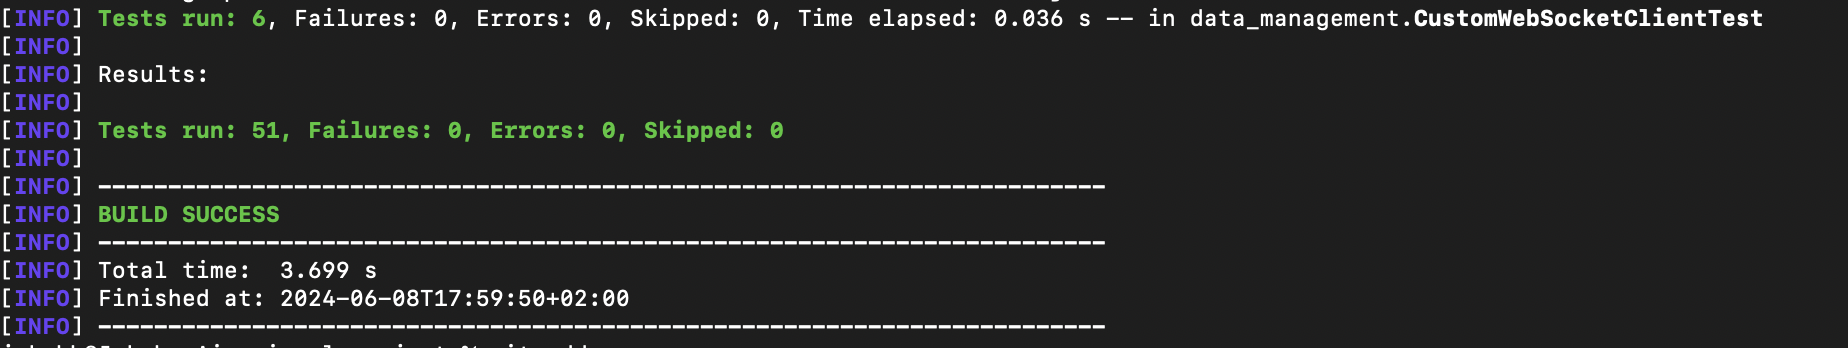 [INFO] Tests run: 6, Failures: 0, Errors: 0, Skipped: 0, Time elapsed: 0.036 s -- in data_management.CustomWebSocketClientTest
[INFO]
[INFO] Results:
[INFO]
[INFO] Tests run: 51, Failures: 0, Errors: 0, Skipped: 0
[INFO]
[INFO] ------------------------------------------------------------------------
[INFO] BUILD SUCCESS
[INFO] ------------------------------------------------------------------------
[INFO] Total time:  3.699 s
[INFO] Finished at: 2024-06-08T17:59:50+02:00
[INFO] ------------------------------------------------------------------------